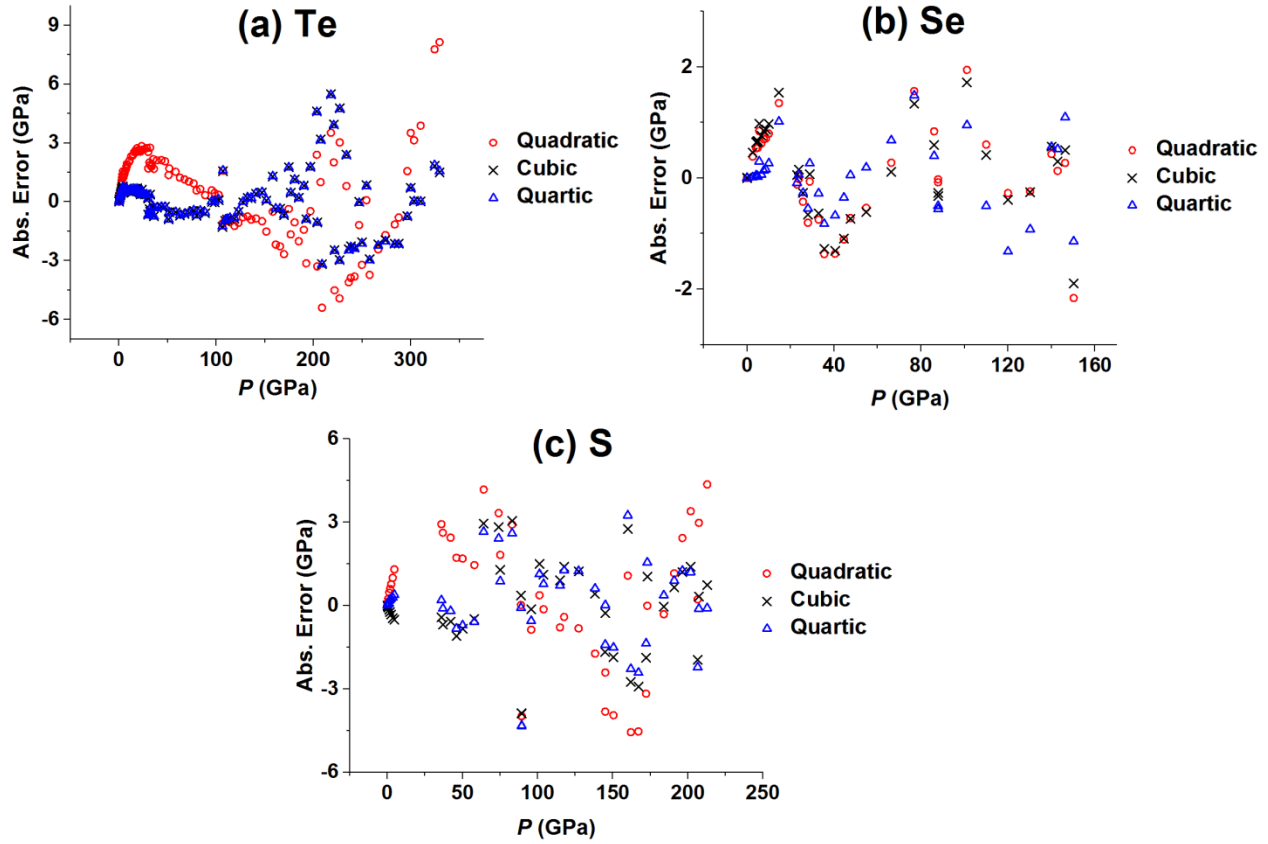 (a) Te
Abs. Error (GPa)
9
6
3
0
-3
-6
0
100
200
300
P (GPa)
Quadratic
Cubic
Quartic
(b) Se
Abs. Error (GPa)
2
0
-2
0
40
80
120
160
P (GPa)
Quadratic
Cubic
Quartic
(c) S
Abs. Error (GPa)
6
3
0
-3
-6
0
50
100
150
200
250
P (GPa)
Quadratic
Cubic
Quartic